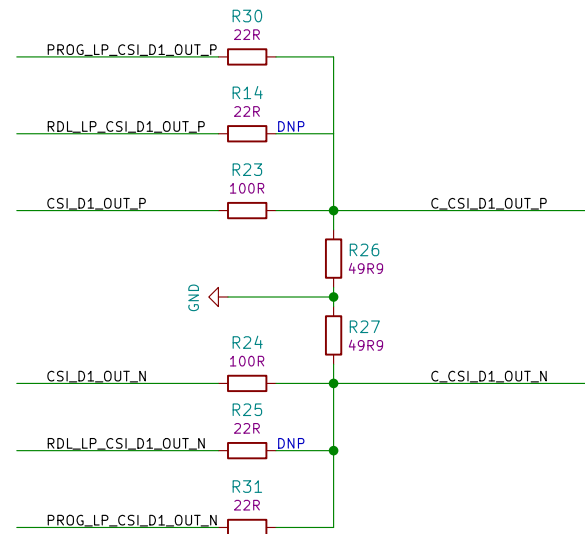 R30
22R
PROG_LP_CSI_D1_OUT_P
R14
22R
RDL_LP_CSI_D1_OUT_P
DNP
R23
100R
CSI_D1_OUT_P
C_CSI_D1_OUT_P
R26
49R9
GND
R27
49R9
R24
100R
CSI_D1_OUT_N
C_CSI_D1_OUT_N
R25
22R
RDL_LP_CSI_D1_OUT_N
DNP
R31
22R
PROG_LP_CSI_D1_OUT_N